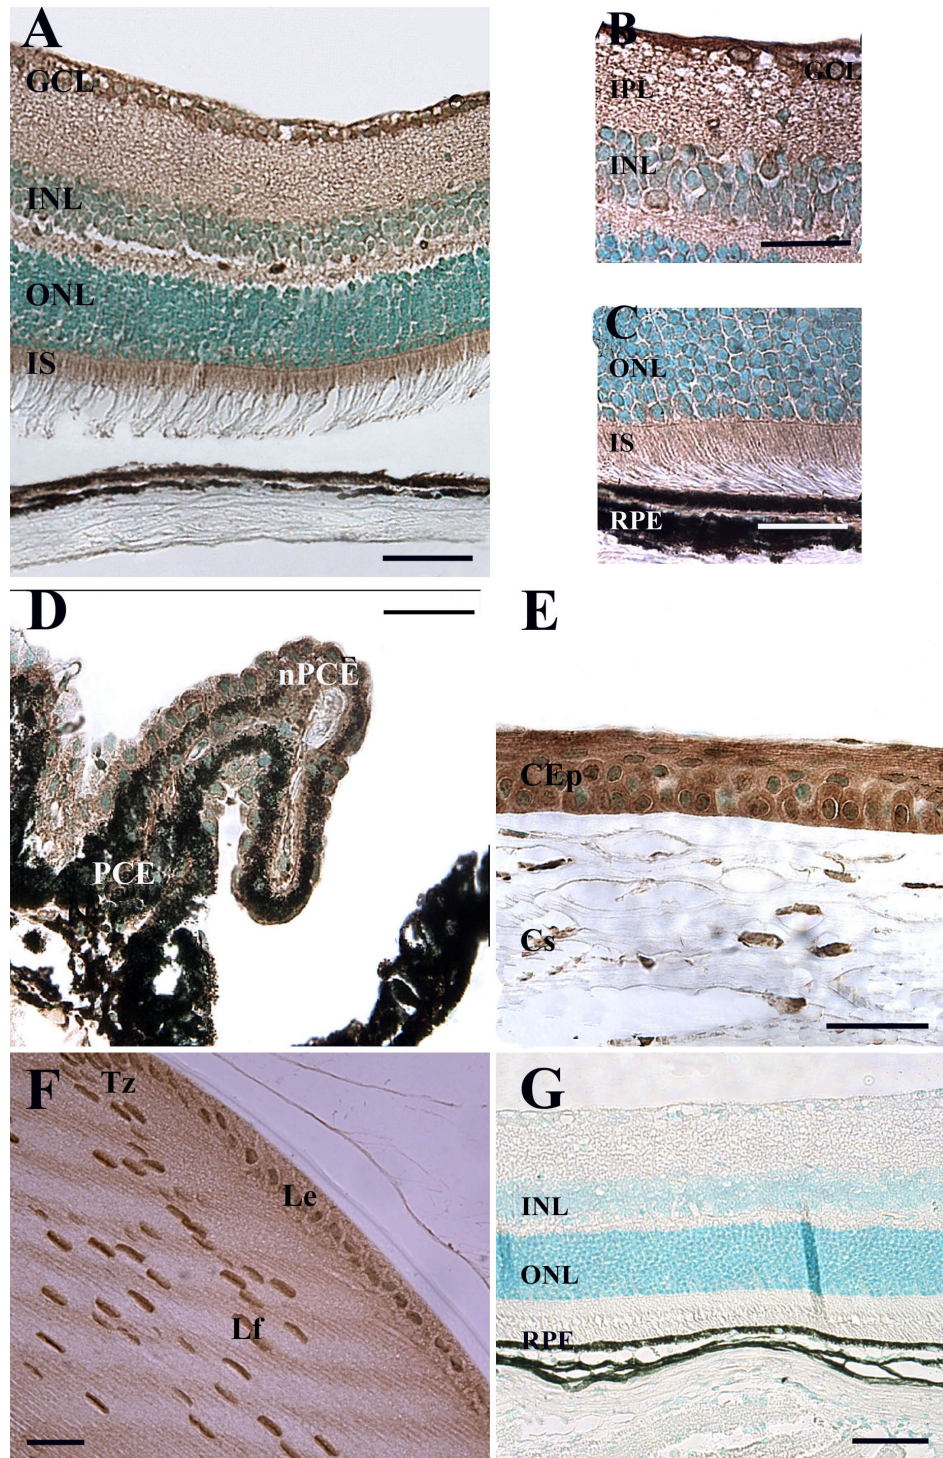 A
GCL
INL
ONL
IS
B
GCL
IPL
INL
C
ONL
IS
RPE
D
nPCE
PCE
E
CEp
Cs
F
Tz
Le
Lf
G
INL
ONL
RPE